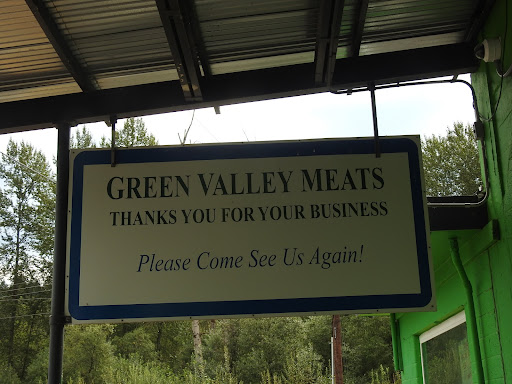 GREEN VALLEY MEATS
THANKS YOU FOR YOUR BUSINESS
Please Come See Us Again!